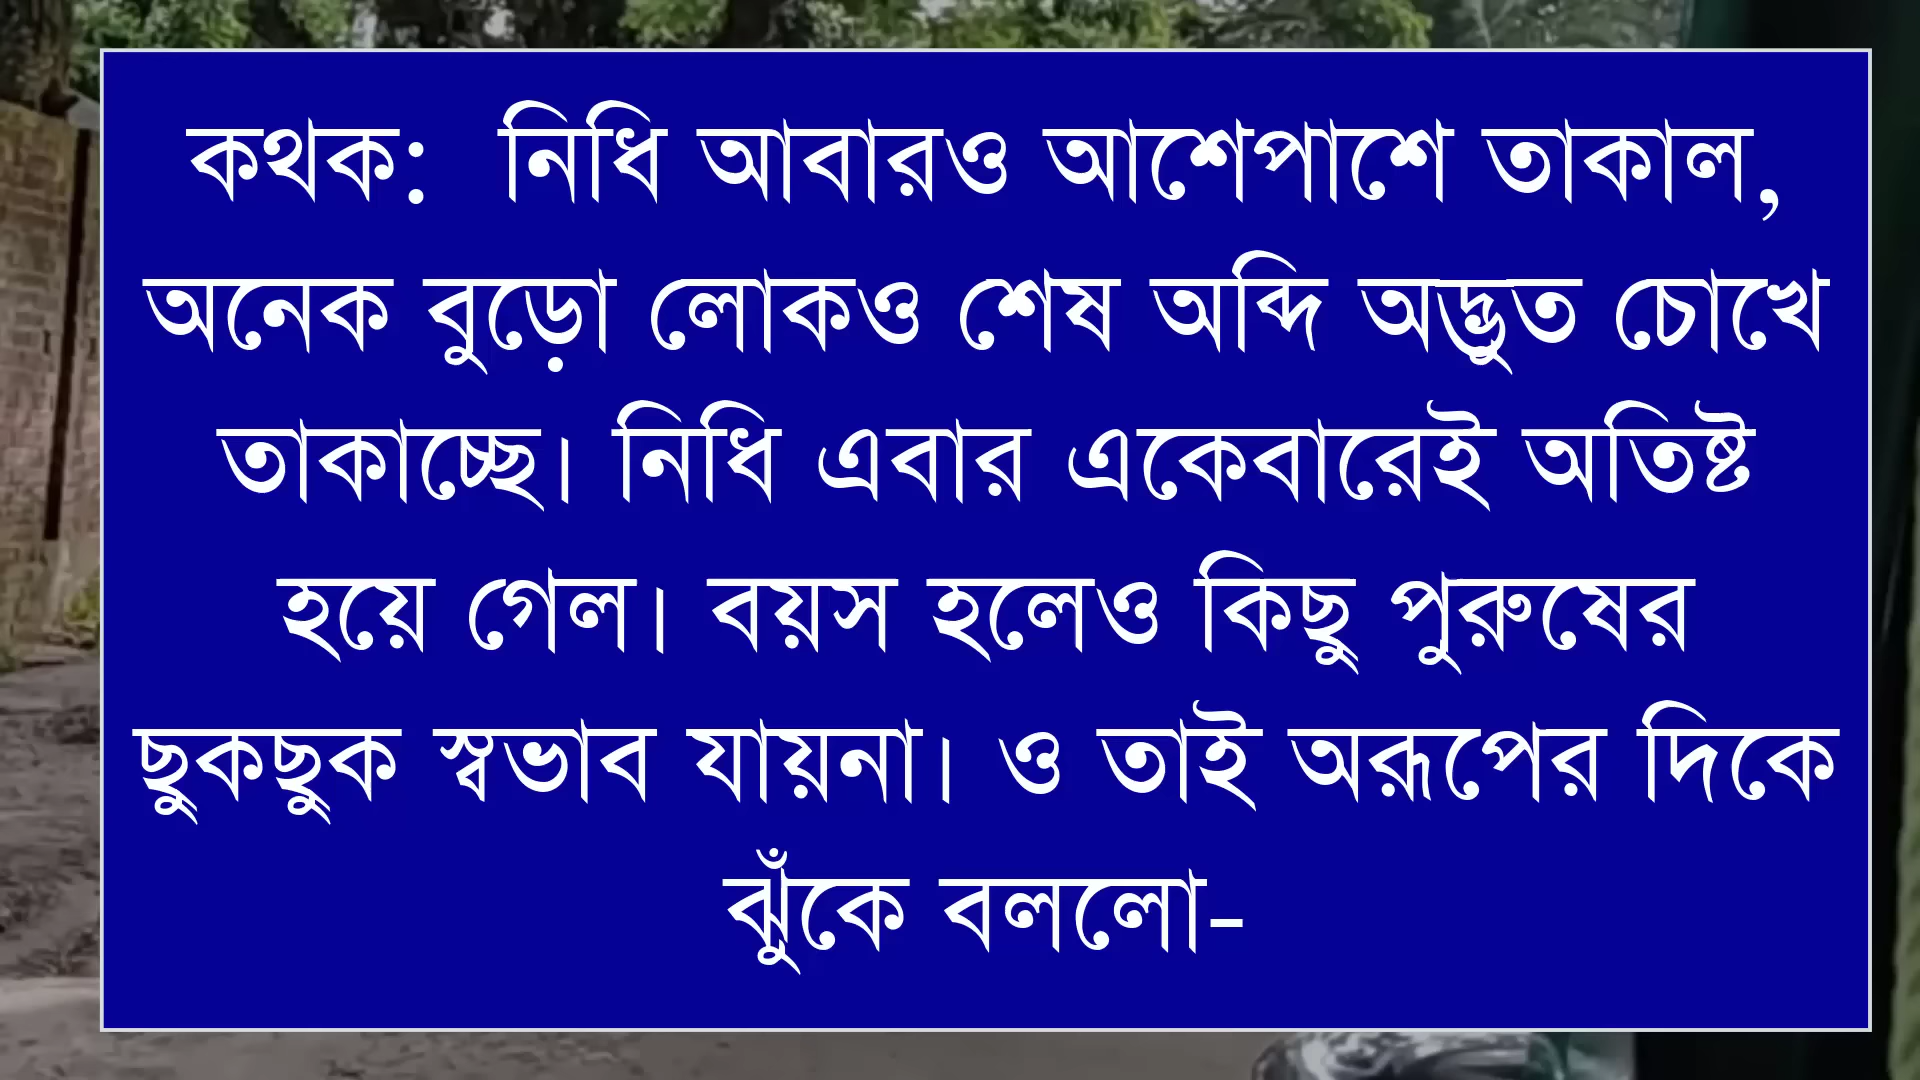 কথক: নিধি আবারও আশেপাশে তাকাল,
অনেক বুড়ো লোকও শেষ অব্দি অদ্ভুত চোখে
তাকাচ্ছে। নিধি এবার একেবারেই অতিষ্ট
হয়ে গেল। বয়স হলেও কিছু পুরুষের
ছুকছুক স্বভাব যায়না। ও তাই অরূপের দিকে
ঝুঁকে বললো-